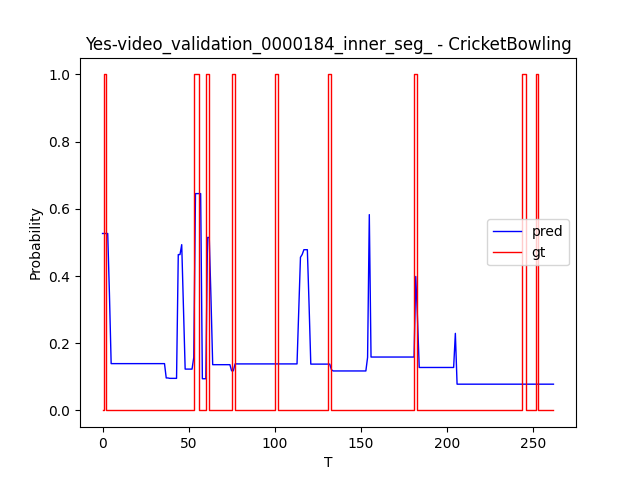 Yes-video_validation_0000184_inner_seg_ - CricketBowling
1.0
0.8
0.6
0.4
0.2
0.0
Probability
pred
gt
0 50 100 150 200 250
T